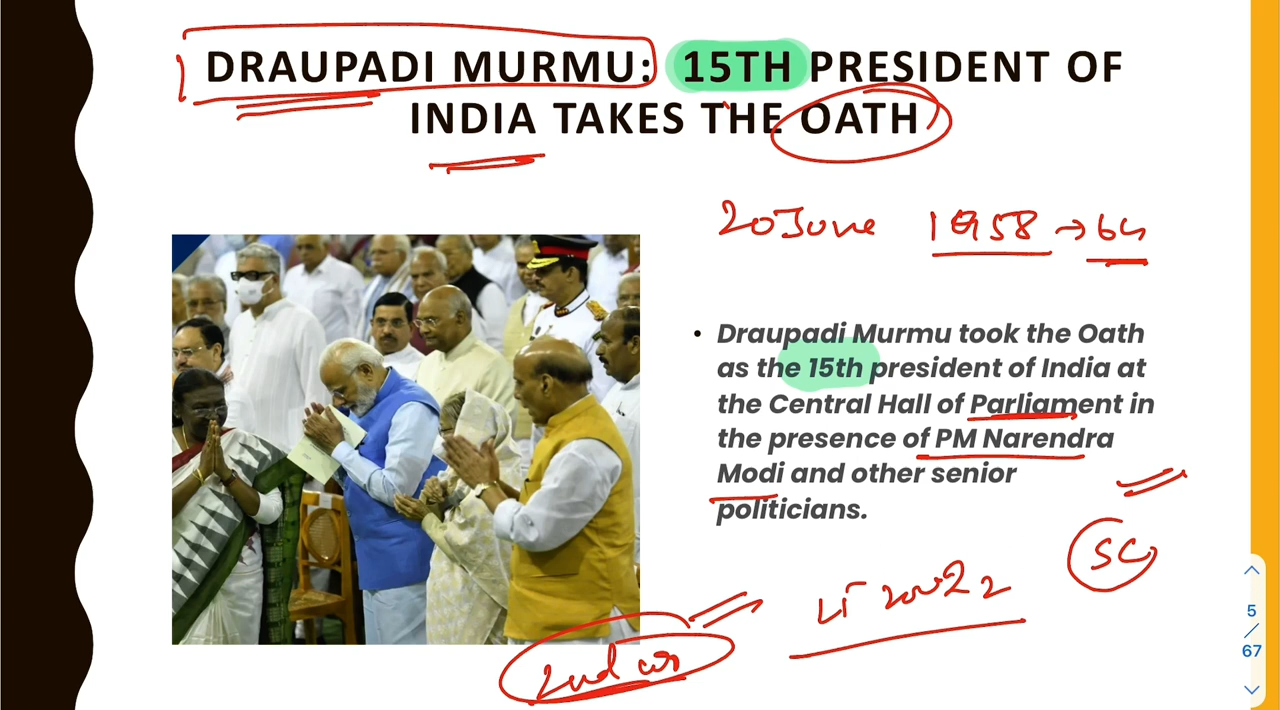 DRAUPADI MURMU: 15TH PRESIDENT OF
INDIA TAKES THE OATH
20 June 1958 → 64
• Draupadi Murmu took the Oath
as the 15th president of India at
the Central Hall of Parliament in
the presence of PM Narendra
Modi and other senior
politicians.
SC
2nd
5
/
67